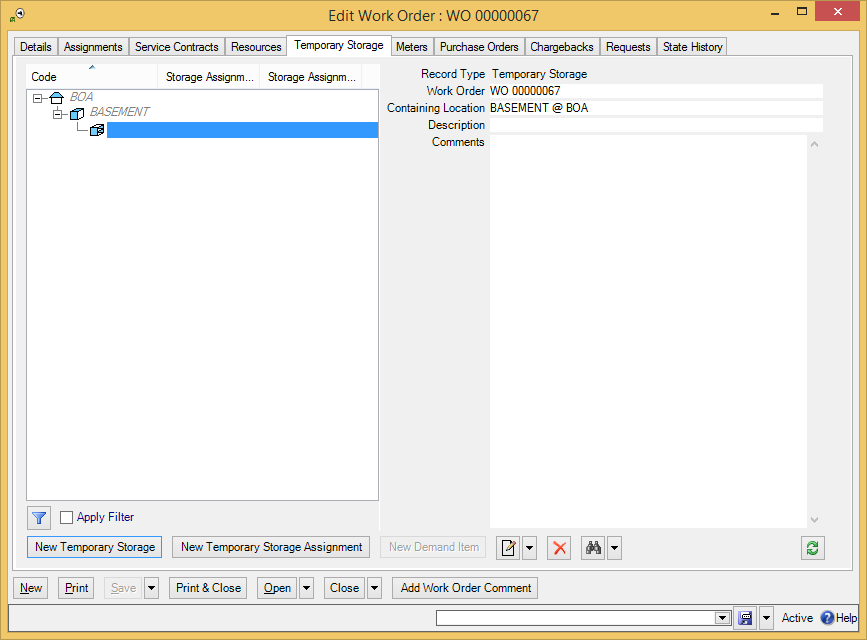 Edit Work Order : WO 00000067
Details Assignments Service Contracts Resources Temporary Storage Meters Purchase Orders Chargebacks Requests State History
Code Storage Assignm... Storage Assignm...
BOA
BASEMENT
Record Type Temporary Storage
Work Order WO 00000067
Containing Location BASEMENT @ BOA
Description
Comments
Apply Filter
New Temporary Storage New Temporary Storage Assignment New Demand Item
New Print Save Print & Close Open Close Add Work Order Comment
Active Help